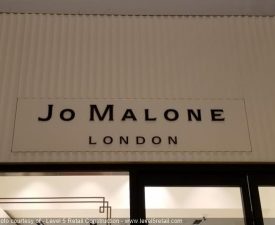 JO MALONE
LONDON
oto Courtesy of - Level 5 Retail Construction - www.level5retail.com